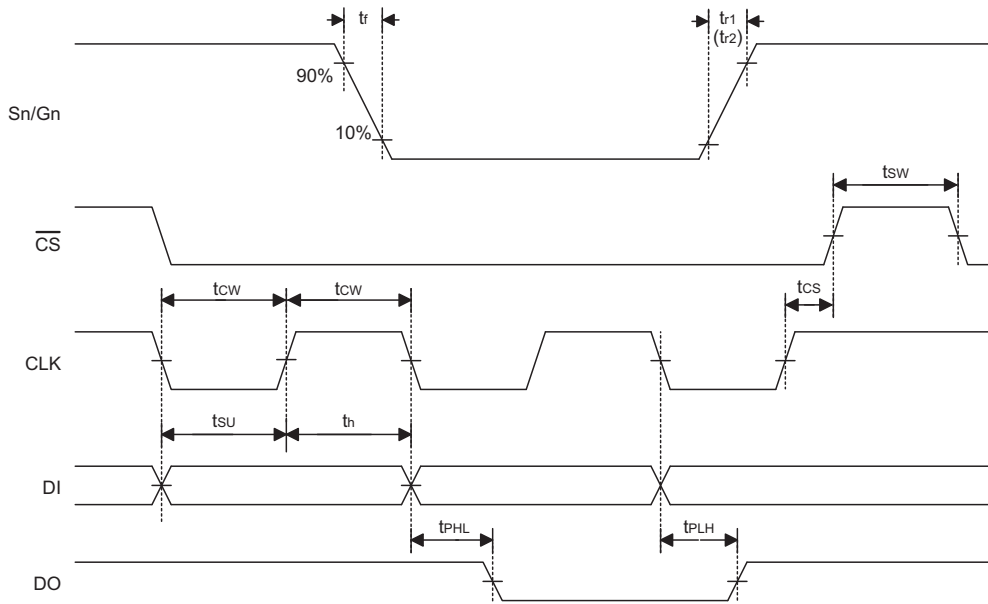 tf
tr1
(tr2)
90%
Sn/Gn
10%
tSW
CS
tCW
tCW
tCS
CLK
tSU
th
DI
tPHL
tPLH
DO